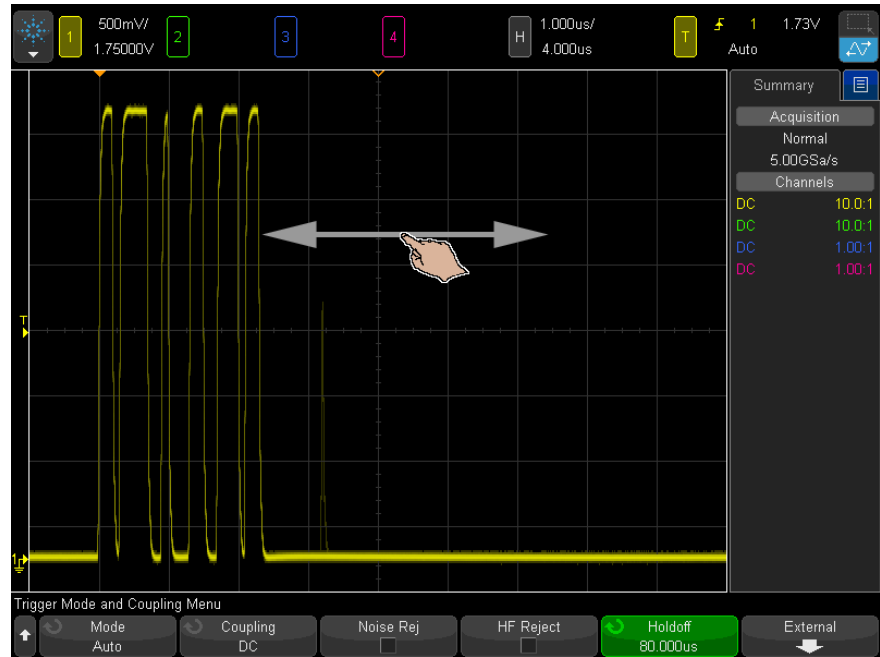 1
500mV/
1.75000V
2
3
4
H
1.000us/
4.000us
T
1
1.73V
Auto
Summary
Acquisition
Normal
5.00GSa/s
Channels
DC 10.0:1
DC 10.0:1
DC 1.00:1
DC 1.00:1
T
1
Trigger Mode and Coupling Menu
Mode
Auto
Coupling
DC
Noise Rej
HF Reject
Holdoff
80.000us
External